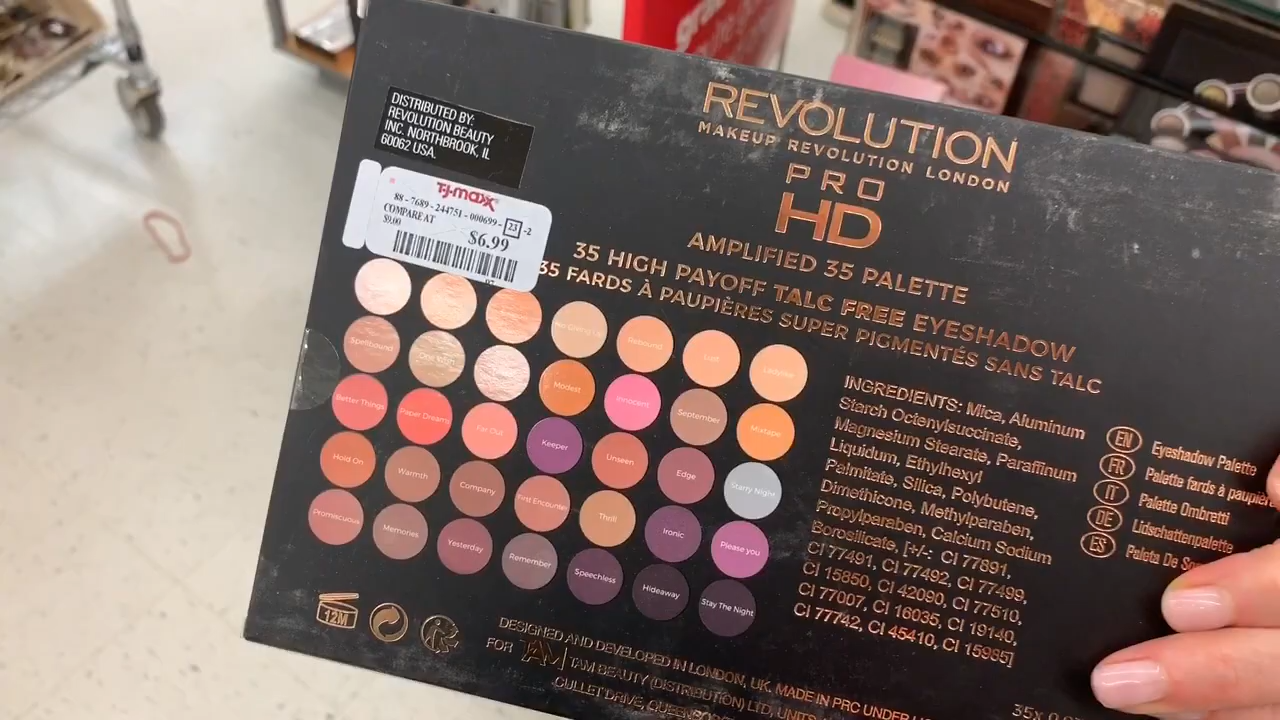 DISTRIBUTED BY:
REVOLUTION BEAUTY
INC. NORTHBROOK, IL
60062 USA.
T·J·maxx
88 - 7689 - 244751 - 000699 - 23 -2
COMPARE AT
$9.00
$6.99
REVOLUTION
MAKEUP REVOLUTION LONDON
PRO
HD
AMPLIFIED 35 PALETTE
35 HIGH PAYOFF TALC FREE EYESHADOW
35 FARDS À PAUPIÈRES SUPER PIGMENTÉS SANS TALC
Rebound
Ladylike
Spellbound
Modest
Innocent
September
Mixtape
Better Things
Paper Dreams
Far Out
Keeper
Unseen
Edge
Starry Night
Hold On
Warmth
Company
First Encounter
Thrill
Ironic
Please you
Promiscuous
Memories
Yesterday
Remember
Speechless
Hideaway
Stay The Night
INGREDIENTS: Mica, Aluminum
Starch Octenylsuccinate,
Magnesium Stearate, Paraffinum
Liquidum, Ethylhexyl
Palmitate, Silica, Polybutene,
Dimethicone, Methylparaben,
Propylparaben, Calcium Sodium
Borosilicate, [+/-: CI 77891,
CI 77491, CI 77492, CI 77499,
CI 15850, CI 42090, CI 77510,
CI 77007, CI 16035, CI 19140,
CI 77742, CI 45410, CI 15985]
EN Eyeshadow Palette
FR Palette fards à paupière
IT Palette Ombretti
DE Lidschattenpalette
ES Paleta De
12M
DESIGNED AND DEVELOPED IN LONDON, UK. MADE IN PRC UNDER
FOR TAM TAM BEAUTY (DISTRIBUTION) LTD, UNITS
CULLET DRIVE,
35x